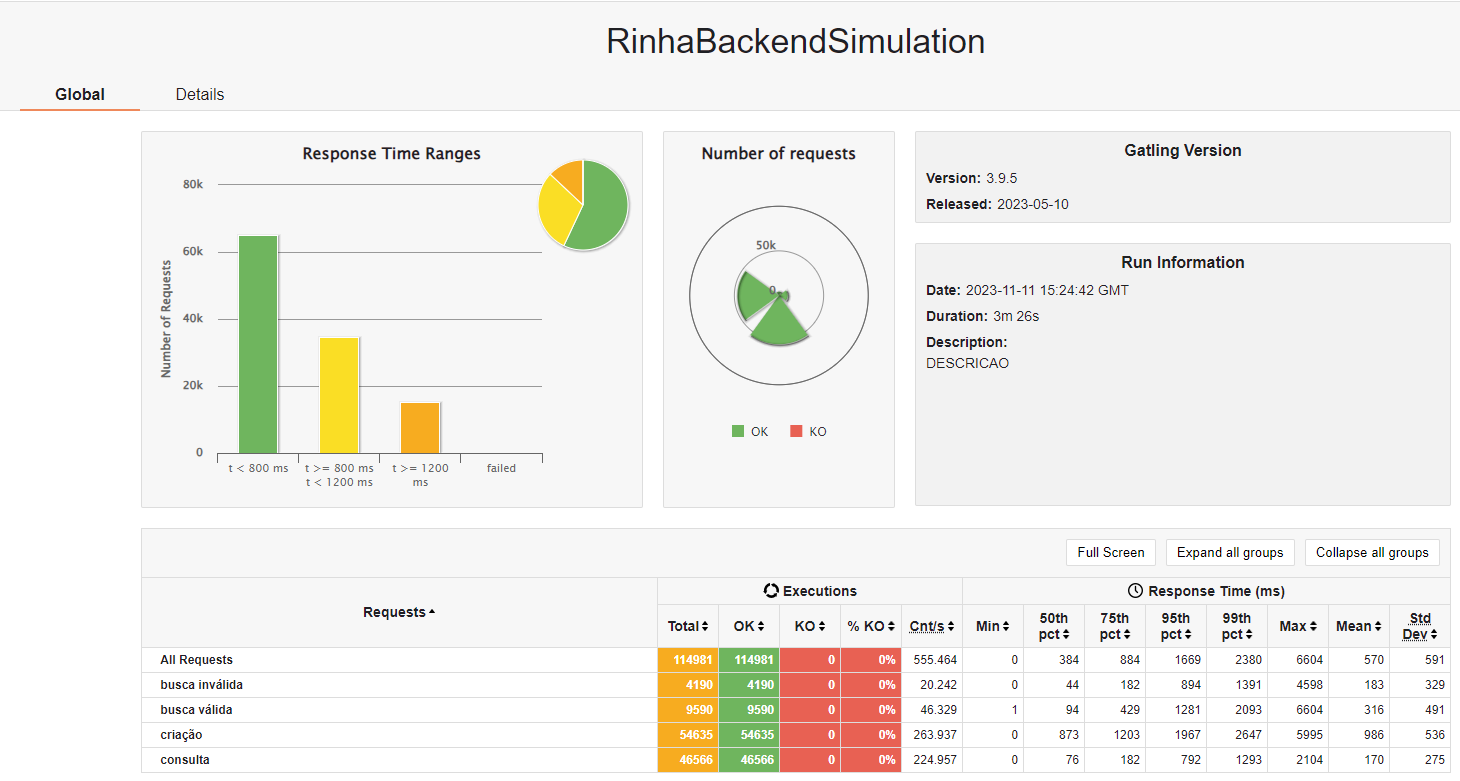 RinhaBackendSimulation
Global Details
Response Time Ranges
80k
60k
40k
20k
0
Number of Requests
t < 800 ms t >= 800 ms t >= 1200 failed
t < 1200 ms ms
Number of requests
50k
0
OK KO
Gatling Version
Version: 3.9.5
Released: 2023-05-10
Run Information
Date: 2023-11-11 15:24:42 GMT
Duration: 3m 26s
Description:
DESCRICAO
Full Screen Expand all groups Collapse all groups
Requests Executions Response Time (ms)
Total OK KO % KO Cnt/s Min 50th pct 75th pct 95th pct 99th pct Max Mean Std Dev
All Requests 114981 114981 0 0% 555.464 0 384 884 1669 2380 6604 570 591
busca inválida 4190 4190 0 0% 20.242 0 44 182 894 1391 4598 183 329
busca válida 9590 9590 0 0% 46.329 1 94 429 1281 2093 6604 316 491
criação 54635 54635 0 0% 263.937 0 873 1203 1967 2647 5995 986 536
consulta 46566 46566 0 0% 224.957 0 76 182 792 1293 2104 170 275